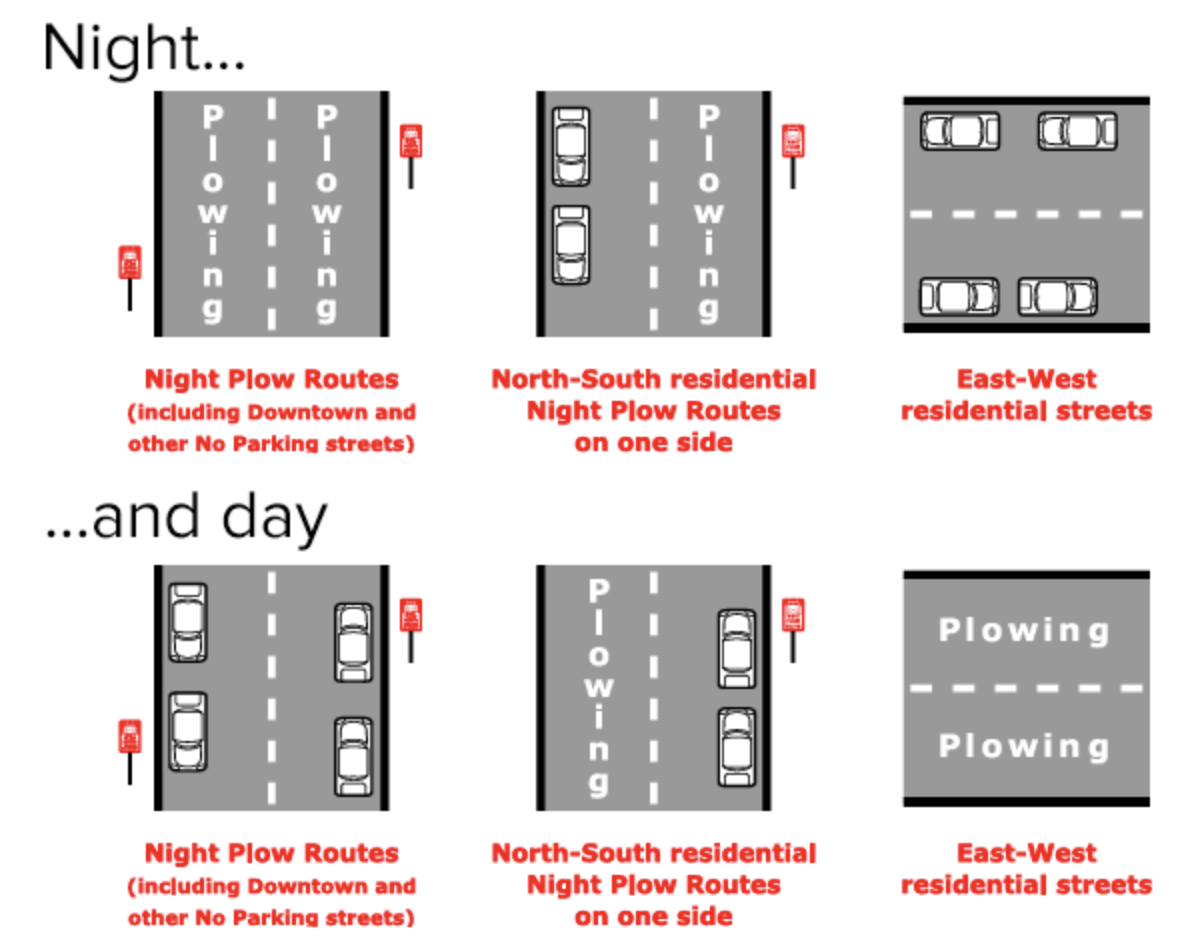 Night...
Plowing
Plowing
Plowing
Night Plow Routes
(including Downtown and
other No Parking streets)
North-South residential
Night Plow Routes
on one side
East-West
residential streets
...and day
Plowing
Plowing
Plowing
Night Plow Routes
(including Downtown and
other No Parking streets)
North-South residential
Night Plow Routes
on one side
East-West
residential streets